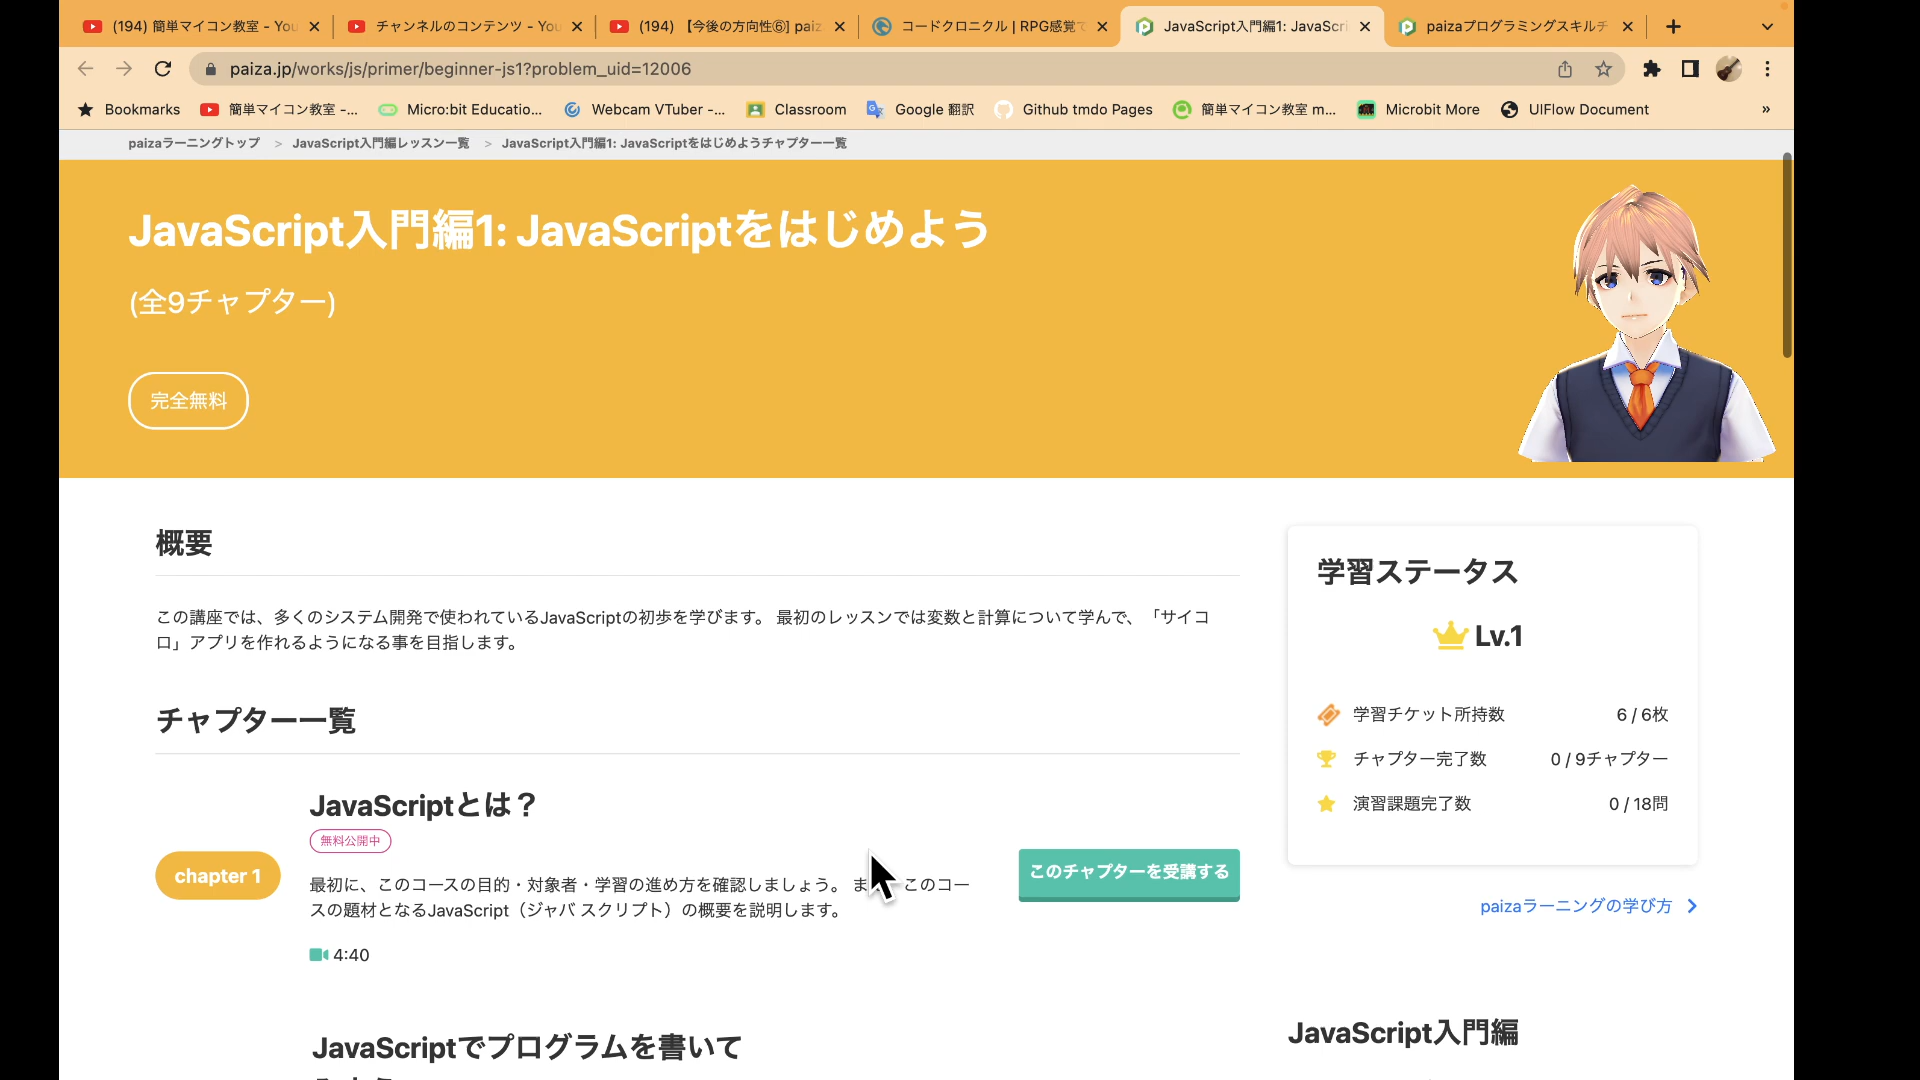 (194) 簡単マイコン教室 - You
チャンネルのコンテンツ - You
(194) 【今後の方向性⑥】paiz
コードクロニクル | RPG感覚で
JavaScript入門編1: JavaScri
paizaプログラミングスキルチ
paiza.jp/works/js/primer/beginner-js1?problem_uid=12006
Bookmarks
簡単マイコン教室 -...
Micro:bit Educatio...
Webcam VTuber -...
Classroom
Google 翻訳
Github tmdo Pages
簡単マイコン教室 m...
Microbit More
UIFlow Document
»
paizaラーニングトップ > JavaScript入門編レッスン一覧 > JavaScript入門編1: JavaScriptをはじめようチャプター一覧
JavaScript入門編1: JavaScriptをはじめよう
(全9チャプター)
完全無料
概要
この講座では、多くのシステム開発で使われているJavaScriptの初歩を学びます。 最初のレッスンでは変数と計算について学んで、「サイコ
ロ」アプリを作れるようになる事を目指します。
チャプター一覧
JavaScriptとは？
無料公開中
chapter 1
最初に、このコースの目的・対象者・学習の進め方を確認しましょう。 ま このコー
スの題材となるJavaScript（ジャバ スクリプト）の概要を説明します。
4:40
このチャプターを受講する
JavaScriptでプログラムを書いて
学習ステータス
Lv.1
学習チケット所持数 6 / 6枚
チャプター完了数 0 / 9チャプター
演習課題完了数 0 / 18問
paizaラーニングの学び方
JavaScript入門編